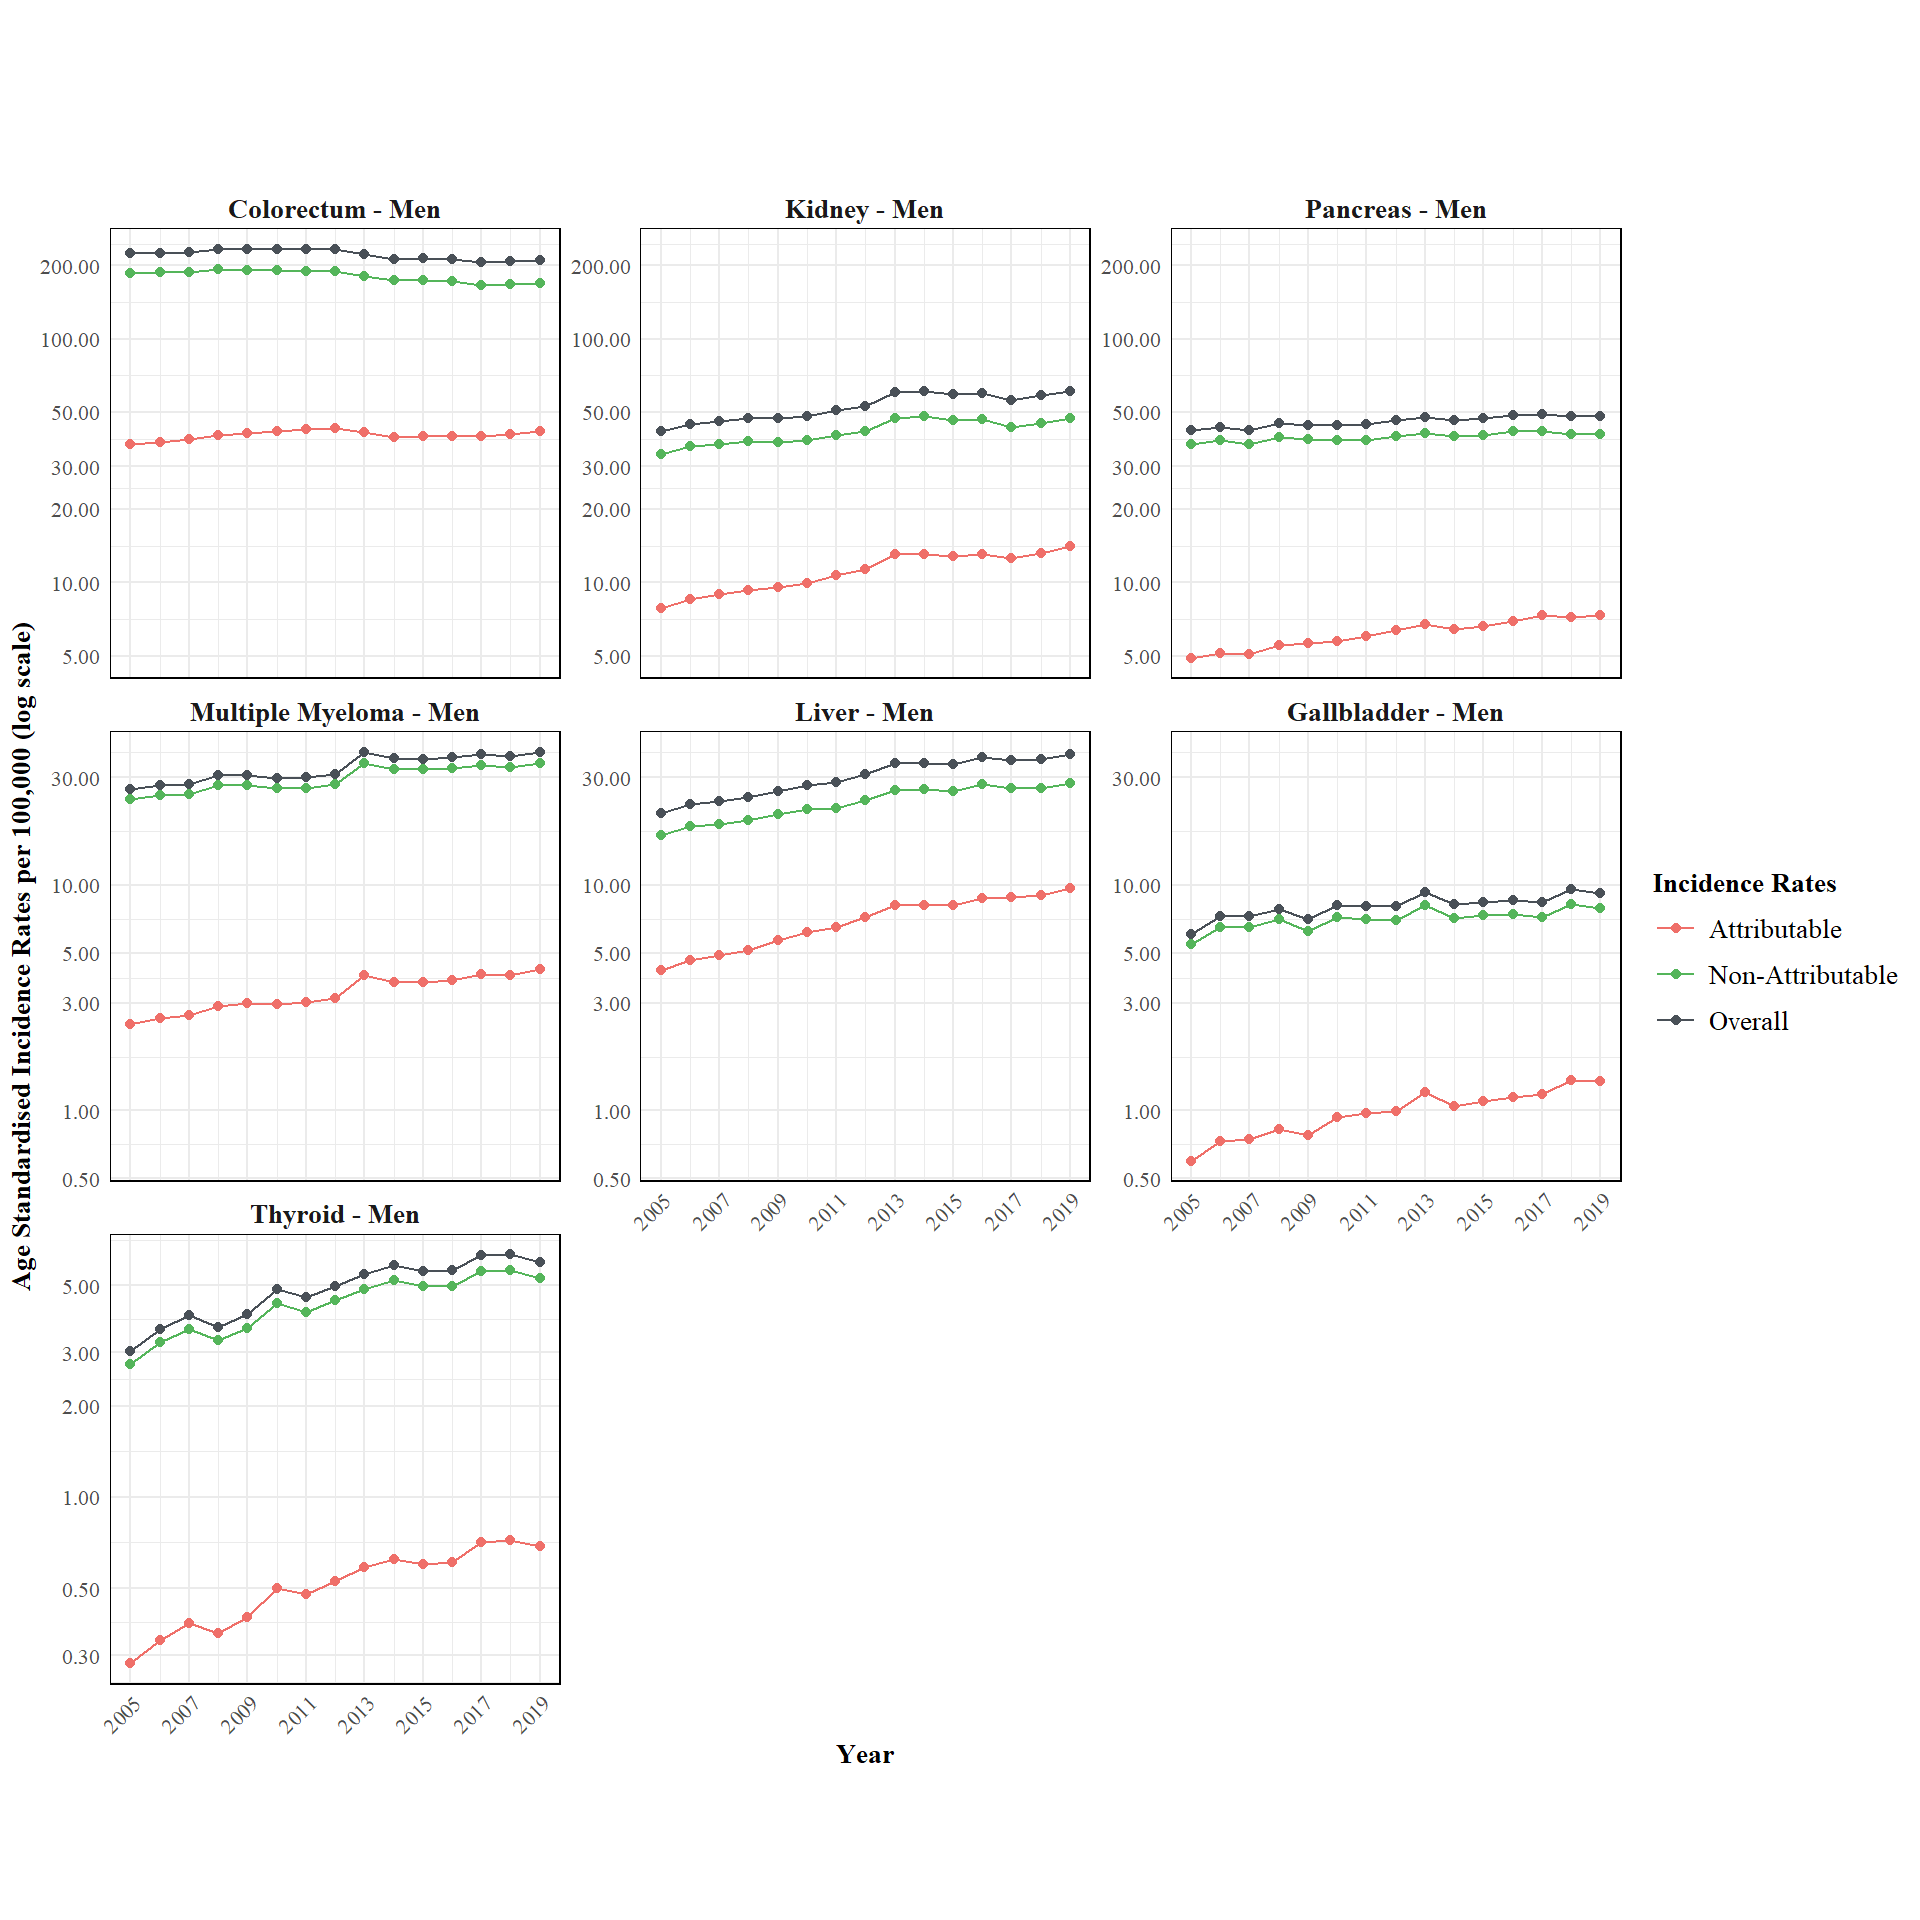 Colorectum - Men
Kidney - Men
Pancreas - Men
200.00
100.00
50.00
30.00
20.00
10.00
5.00
200.00
100.00
50.00
30.00
20.00
10.00
5.00
200.00
100.00
50.00
30.00
20.00
10.00
5.00
Multiple Myeloma - Men
Liver - Men
Gallbladder - Men
30.00
10.00
5.00
3.00
1.00
0.50
30.00
10.00
5.00
3.00
1.00
0.50
30.00
10.00
5.00
3.00
1.00
0.50
2005 2007 2009 2011 2013 2015 2017 2019
2005 2007 2009 2011 2013 2015 2017 2019
Thyroid - Men
5.00
3.00
2.00
1.00
0.50
0.30
2005 2007 2009 2011 2013 2015 2017 2019
Year
Age Standardised Incidence Rates per 100,000 (log scale)
Incidence Rates
Attributable
Non-Attributable
Overall